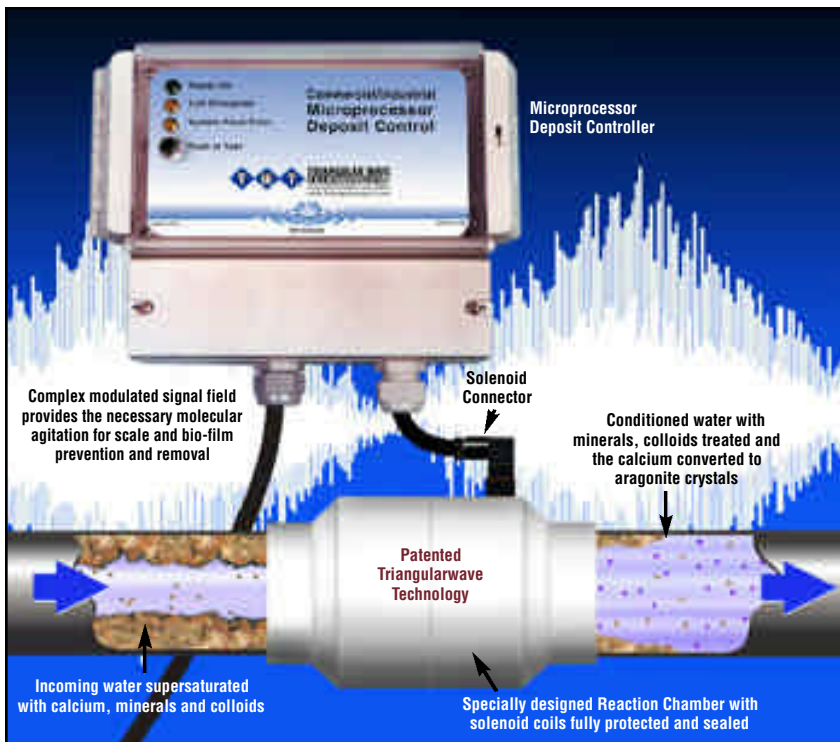 Commercial/Industrial
Microprocessor
Deposit Control
T W T
TRIANGULAR WAVE
Microprocessor
Deposit Controller
Complex modulated signal field
provides the necessary molecular
agitation for scale and bio-film
prevention and removal
Solenoid
Connector
Conditioned water with
minerals, colloids treated and
the calcium converted to
aragonite crystals
Patented
Triangularwave
Technology
Incoming water supersaturated
with calcium, minerals and colloids
Specially designed Reaction Chamber with
solenoid coils fully protected and sealed